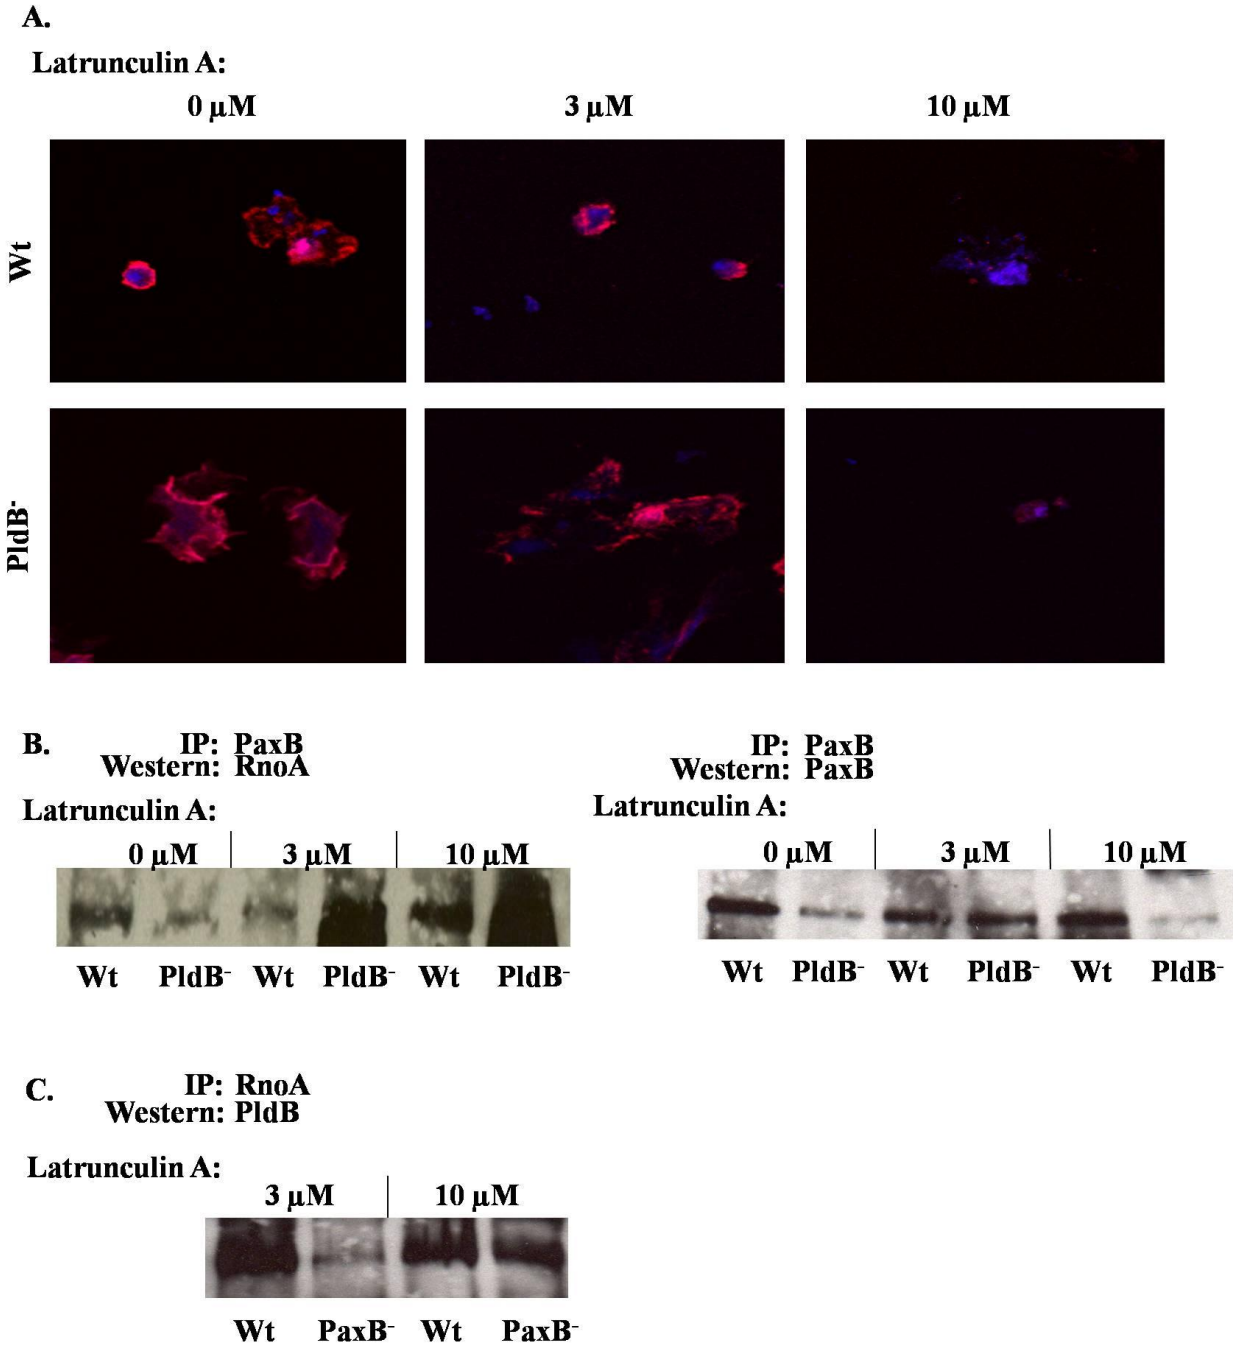 A.
Latrunculin A:
0 µM 3 µM 10 µM
Wt
PldB-
B.
IP: PaxB
Western: RnoA
Latrunculin A:
0 µM 3 µM 10 µM
Wt PldB- Wt PldB- Wt PldB-
IP: PaxB
Western: PaxB
Latrunculin A:
0 µM 3 µM 10 µM
Wt PldB- Wt PldB- Wt PldB-
C.
IP: RnoA
Western: PldB
Latrunculin A:
3 µM 10 µM
Wt PaxB- Wt PaxB-